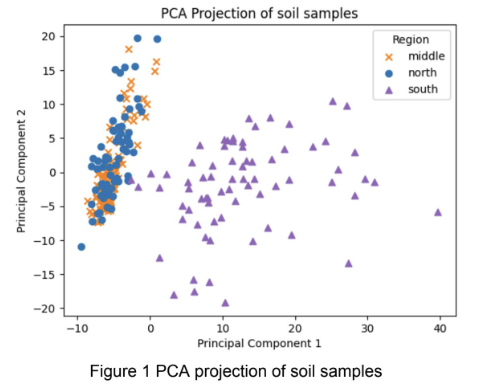 PCA Projection of soil samples
20
15
10
5
0
−5
−10
−15
−20
Principal Component 2
Region
middle
north
south
−10
0
10
20
30
40
Principal Component 1
Figure 1 PCA projection of soil samples